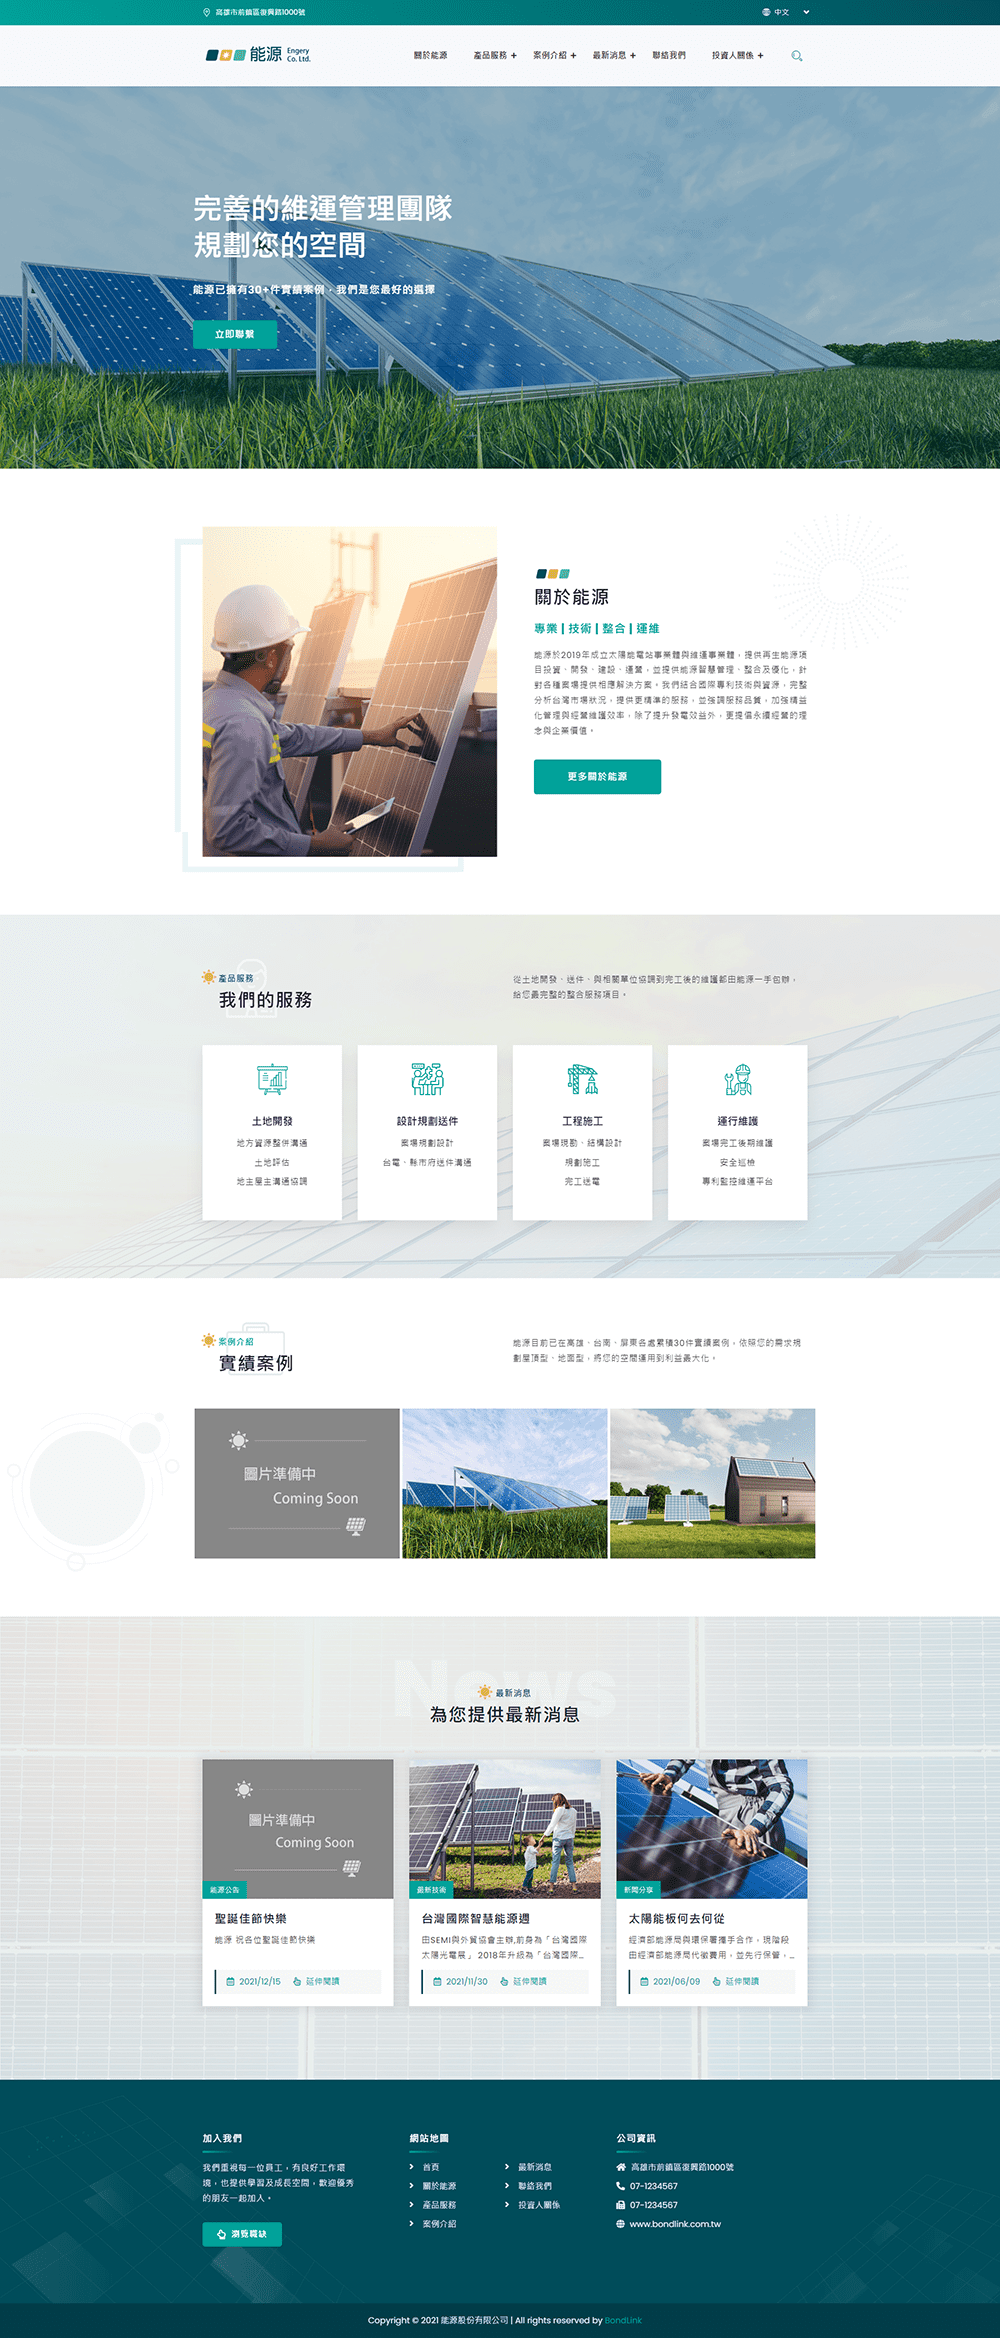 高雄市前鎮區復興路1000號
中文
能源 Engery Co. Ltd.
關於能源 產品服務 + 案例介紹 + 最新消息 + 聯絡我們 投資人關係 +
完善的維運管理團隊
規劃您的空間
能源已擁有30+件實績案例，我們是您最好的選擇
立即聯繫
關於能源
專業 | 技術 | 整合 | 運維
能源於2019年成立太陽能電站事業體與維運事業體，提供再生能源項
目投資、開發、建設、運營，並提供能源智慧管理、整合及優化，針
對各種案場提供相應解決方案。我們結合國際專利技術與資源，完整
分析台灣市場狀況，提供更精準的服務，並強調服務品質，加強精益
化管理與經營維護效率，除了提升發電效益外，更提倡永續經營的理
念與企業價值。
更多關於能源
產品服務
我們的服務
從土地開發、送件、與相關單位協調到完工後的維護都由能源一手包辦，
給您最完整的整合服務項目。
土地開發
地方資源整併溝通
土地評估
地主屋主溝通協調
設計規劃送件
案場規劃設計
台電、縣市府送件溝通
工程施工
案場現勘、結構設計
規劃施工
完工送電
運行維護
案場完工後期維護
安全巡檢
專利監控維運平台
案例介紹
實績案例
能源目前已在高雄、台南、屏東各處累積30件實績案例，依照您的需求規
劃屋頂型、地面型，將您的空間運用到利益最大化。
圖片準備中
Coming Soon
News
最新消息
為您提供最新消息
圖片準備中
Coming Soon
能源公告
聖誕佳節快樂
能源 祝各位聖誕佳節快樂
2021/12/15 延伸閱讀
最新技術
台灣國際智慧能源週
由SEMI與外貿協會主辦,前身為「台灣國際
太陽光電展」 2018年升級為「台灣國際...
2021/11/30 延伸閱讀
新聞分享
太陽能板何去何從
經濟部能源局與環保署攜手合作，現階段
由經濟部能源局代徵費用，並先行保管，...
2021/06/09 延伸閱讀
加入我們
我們重視每一位員工，有良好工作環
境，也提供學習及成長空間，歡迎優秀
的朋友一起加入。
瀏覽職缺
網站地圖
首頁
關於能源
產品服務
案例介紹
最新消息
聯絡我們
投資人關係
公司資訊
高雄市前鎮區復興路1000號
07-1234567
07-1234567
www.bondlink.com.tw
Copyright © 2021 能源股份有限公司 | All rights reserved by BondLink